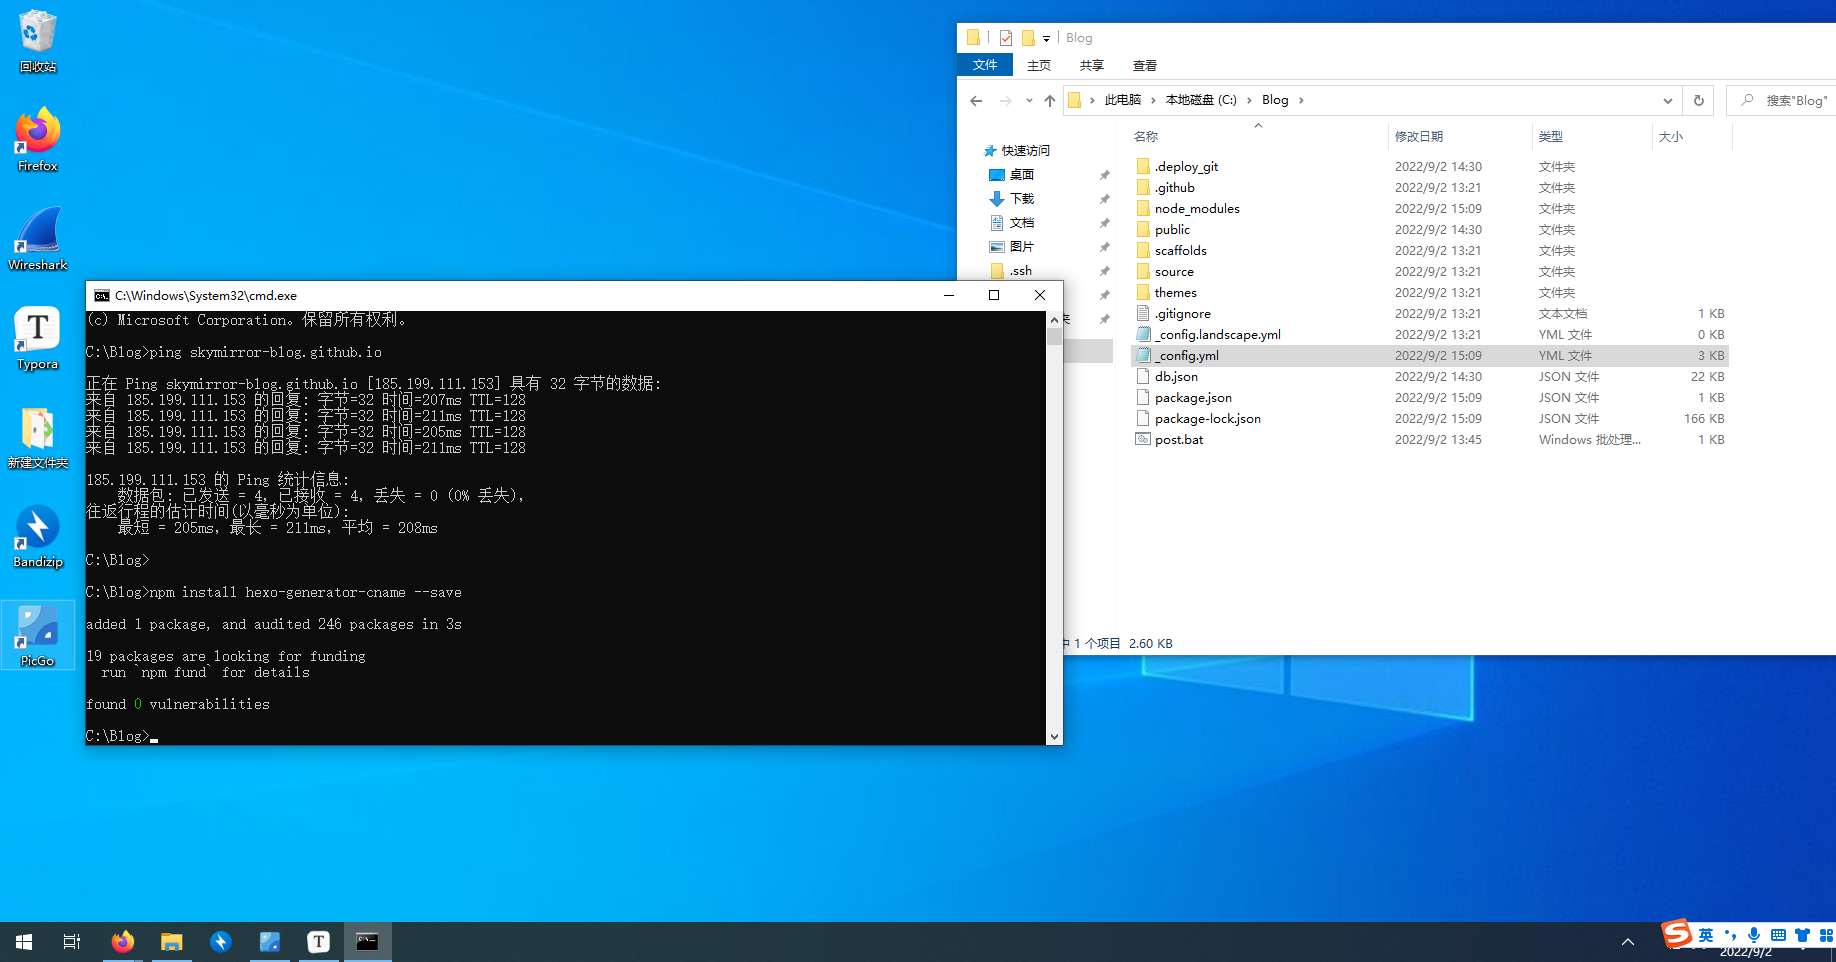 回收站
Firefox
Wireshark
Typora
新建文件夹
Bandizip
PicGo
C:\Windows\System32\cmd.exe
(c) Microsoft Corporation。保留所有权利。
C:\Blog>ping skymirror-blog.github.io
正在 Ping skymirror-blog.github.io [185.199.111.153] 具有 32 字节的数据:
来自 185.199.111.153 的回复: 字节=32 时间=207ms TTL=128
来自 185.199.111.153 的回复: 字节=32 时间=211ms TTL=128
来自 185.199.111.153 的回复: 字节=32 时间=205ms TTL=128
来自 185.199.111.153 的回复: 字节=32 时间=211ms TTL=128
185.199.111.153 的 Ping 统计信息:
数据包: 已发送 = 4，已接收 = 4，丢失 = 0 (0% 丢失)，
往返行程的估计时间(以毫秒为单位):
最短 = 205ms，最长 = 211ms，平均 = 208ms
C:\Blog>
C:\Blog>npm install hexo-generator-cname --save
added 1 package, and audited 246 packages in 3s
19 packages are looking for funding
run `npm fund` for details
found 0 vulnerabilities
C:\Blog>
Blog
文件 主页 共享 查看
此电脑 › 本地磁盘 (C:) › Blog ›
搜索"Blog"
快速访问
桌面
下载
文档
图片
.ssh
名称 修改日期 类型 大小
.deploy_git 2022/9/2 14:30 文件夹
.github 2022/9/2 13:21 文件夹
node_modules 2022/9/2 15:09 文件夹
public 2022/9/2 14:30 文件夹
scaffolds 2022/9/2 13:21 文件夹
source 2022/9/2 13:21 文件夹
themes 2022/9/2 13:21 文件夹
.gitignore 2022/9/2 13:21 文本文档 1 KB
_config.landscape.yml 2022/9/2 13:21 YML 文件 0 KB
_config.yml 2022/9/2 15:09 YML 文件 3 KB
db.json 2022/9/2 14:30 JSON 文件 22 KB
package.json 2022/9/2 15:09 JSON 文件 1 KB
package-lock.json 2022/9/2 15:09 JSON 文件 166 KB
post.bat 2022/9/2 13:45 Windows 批处理... 1 KB
中 1 个项目 2.60 KB
英
2022/9/2